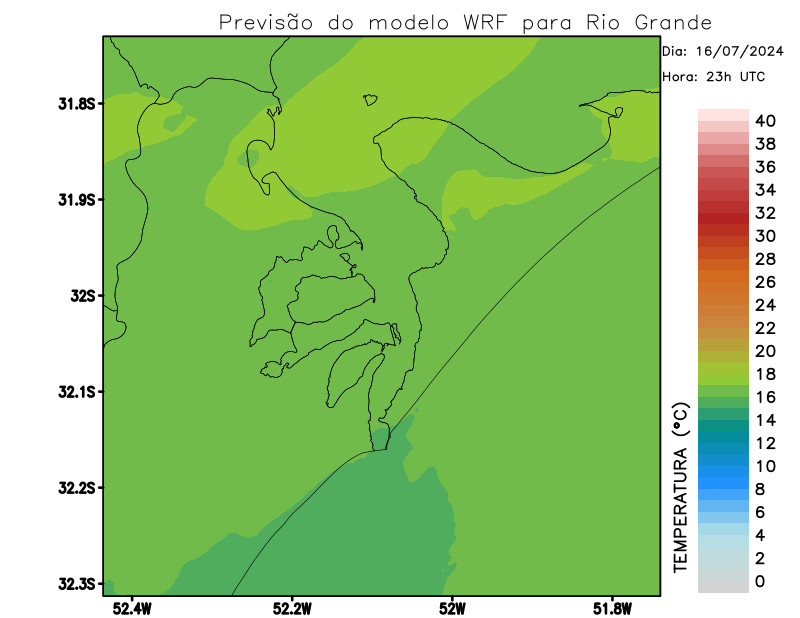 Previsão do modelo WRF para Rio Grande
Dia: 16/07/2024
Hora: 23h UTC
31.8S
31.9S
32S
32.1S
32.2S
32.3S
52.4W
52.2W
52W
51.8W
TEMPERATURA (°C)
40
38
36
34
32
30
28
26
24
22
20
18
16
14
12
10
8
6
4
2
0